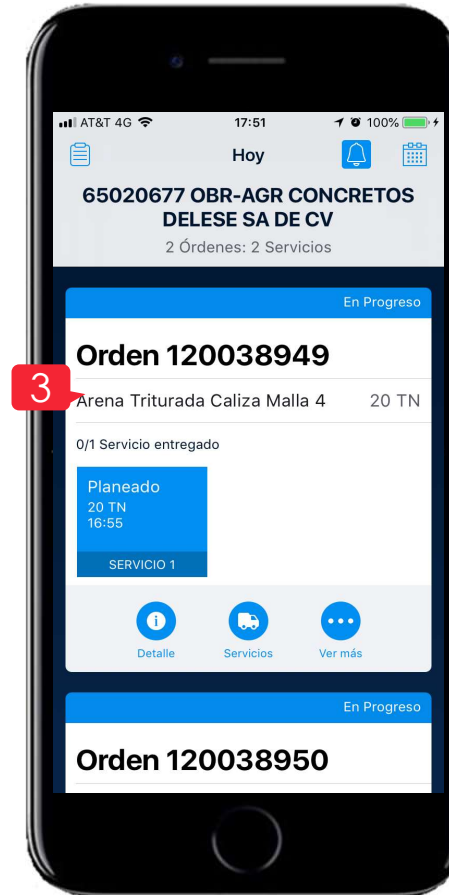 AT&T 4G 17:51 100%
Hoy
65020677 OBR-AGR CONCRETOS
DELESE SA DE CV
2 Órdenes: 2 Servicios
En Progreso
Orden 120038949
3
Arena Triturada Caliza Malla 4 20 TN
0/1 Servicio entregado
Planeado
20 TN
16:55
SERVICIO 1
Detalle Servicios Ver más
En Progreso
Orden 120038950